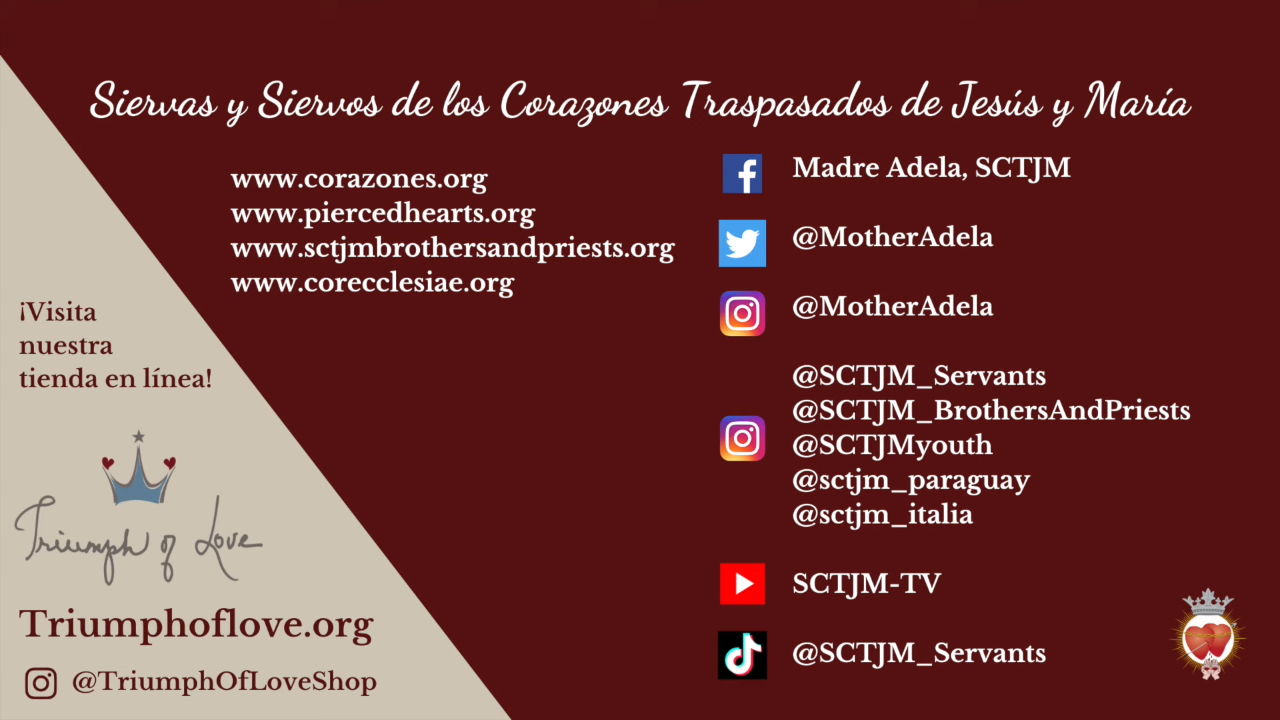 Siervas y Siervos de los Corazones Traspasados de Jesús y María
www.corazones.org
www.piercedhearts.org
www.sctjmbrothersandpriests.org
www.corecclesiae.org
Madre Adela, SCTJM
@MotherAdela
@MotherAdela
@SCTJM_Servants
@SCTJM_BrothersAndPriests
@SCTJMyouth
@sctjm_paraguay
@sctjm_italia
SCTJM-TV
@SCTJM_Servants
¡Visita
nuestra
tienda en línea!
Triumph of Love
Triumphoflove.org
@TriumphOfLoveShop